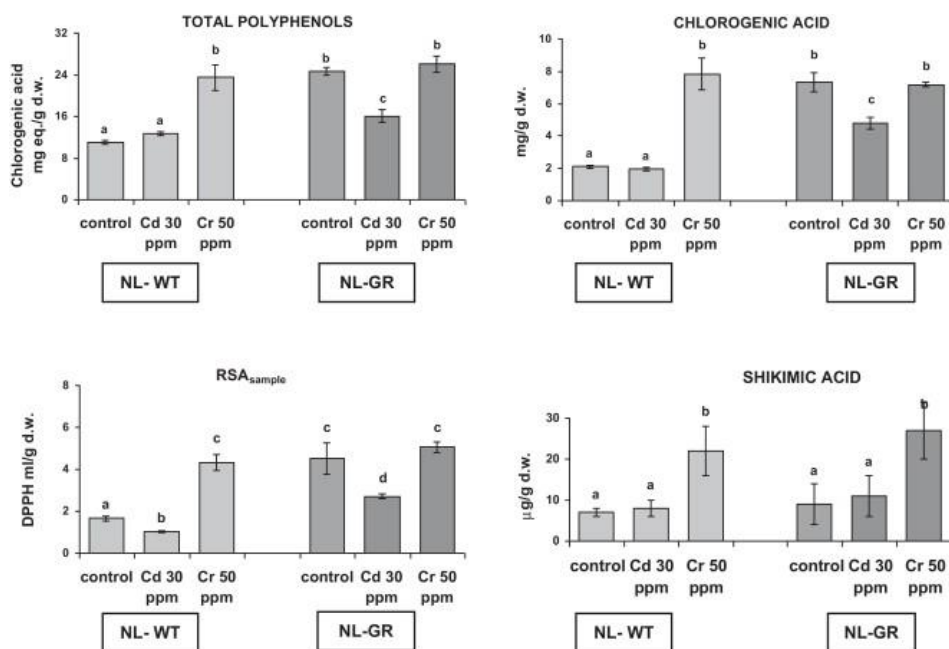 TOTAL POLYPHENOLS
Chlorogenic acid
mg eq./g d.w.
32
24
16
8
0
a
a
b
b
c
b
control Cd 30 Cr 50 control Cd 30 Cr 50
ppm ppm ppm ppm
NL- WT NL-GR
CHLOROGENIC ACID
mg/g d.w.
10
8
6
4
2
0
a
a
b
b
c
b
control Cd 30 Cr 50 control Cd 30 Cr 50
ppm ppm ppm ppm
NL- WT NL-GR
RSAsample
DPPH ml/g d.w.
8
6
4
2
0
a
b
c
c
d
c
control Cd 30 Cr 50 control Cd 30 Cr 50
ppm ppm ppm ppm
NL- WT NL-GR
SHIKIMIC ACID
µg/g d.w.
30
20
10
0
a
a
b
a
a
b
control Cd 30 Cr 50 control Cd 30 Cr 50
ppm ppm ppm ppm
NL- WT NL-GR